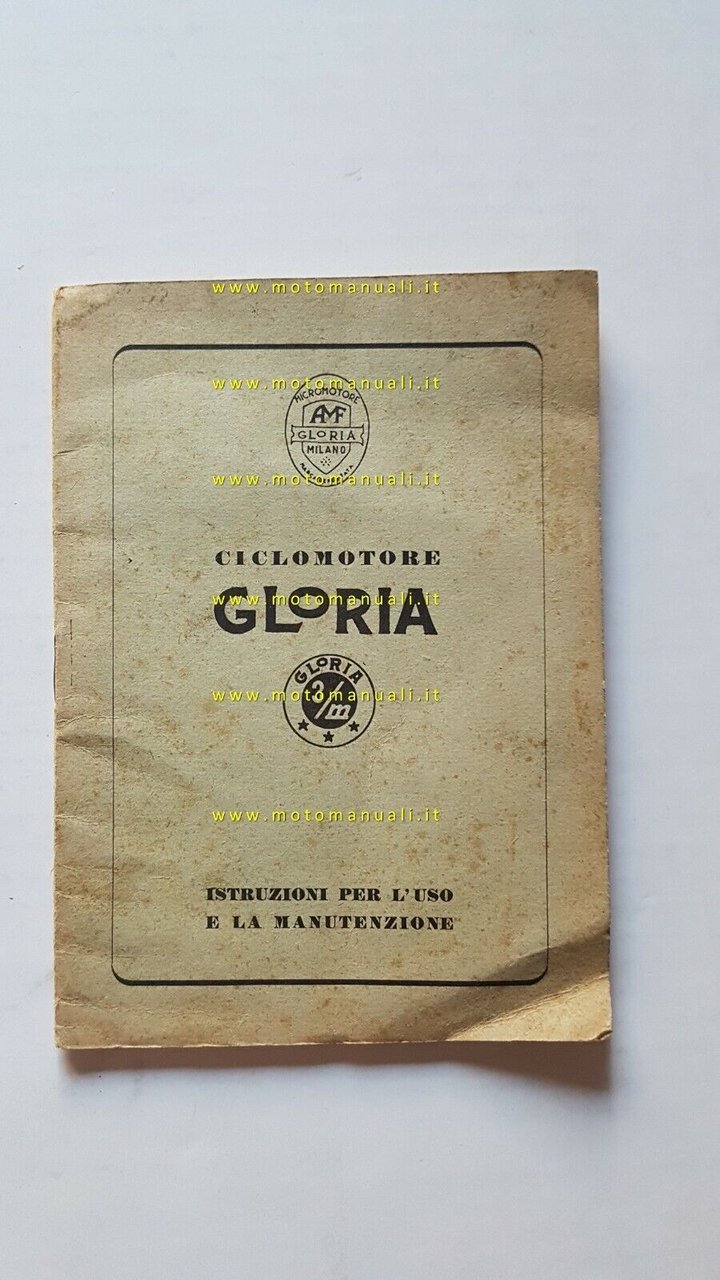 www.motomanuali.it
www.motomanuali.it
MICROMOTORE
AMF
GLORIA
MILANO
www.motomanuali.it
CICLOMOTORE
www.motomanuali.it
GLORIA
GLORIA
3/m
www.motomanuali.it
www.motomanuali.it
ISTRUZIONI PER L'USO
E LA MANUTENZIONE